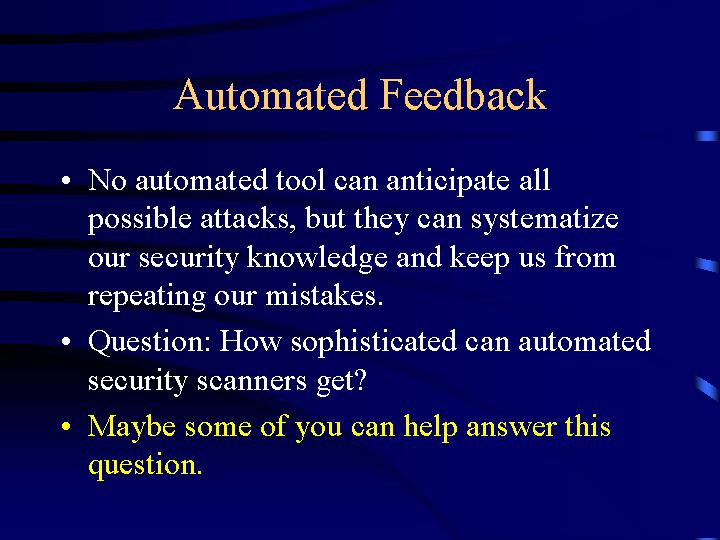 Automated Feedback
• No automated tool can anticipate all
possible attacks, but they can systematize
our security knowledge and keep us from
repeating our mistakes.
• Question: How sophisticated can automated
security scanners get?
• Maybe some of you can help answer this
question.